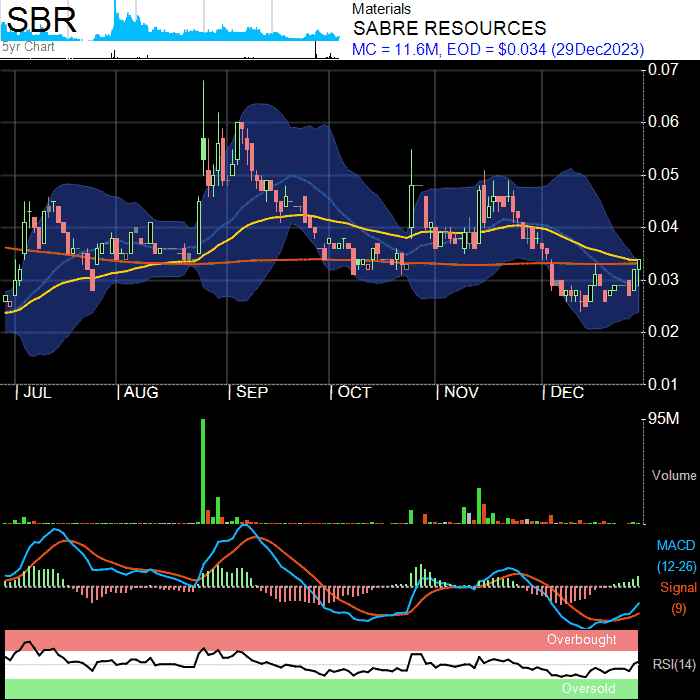 SBR
5yr Chart
Materials
SABRE RESOURCES
MC = 11.6M, EOD = $0.034 (29Dec2023)
0.07
0.06
0.05
0.04
0.03
0.02
0.01
JUL
AUG
SEP
OCT
NOV
DEC
95M
Volume
MACD
(12-26)
Signal
(9)
Overbought
RSI(14)
Oversold